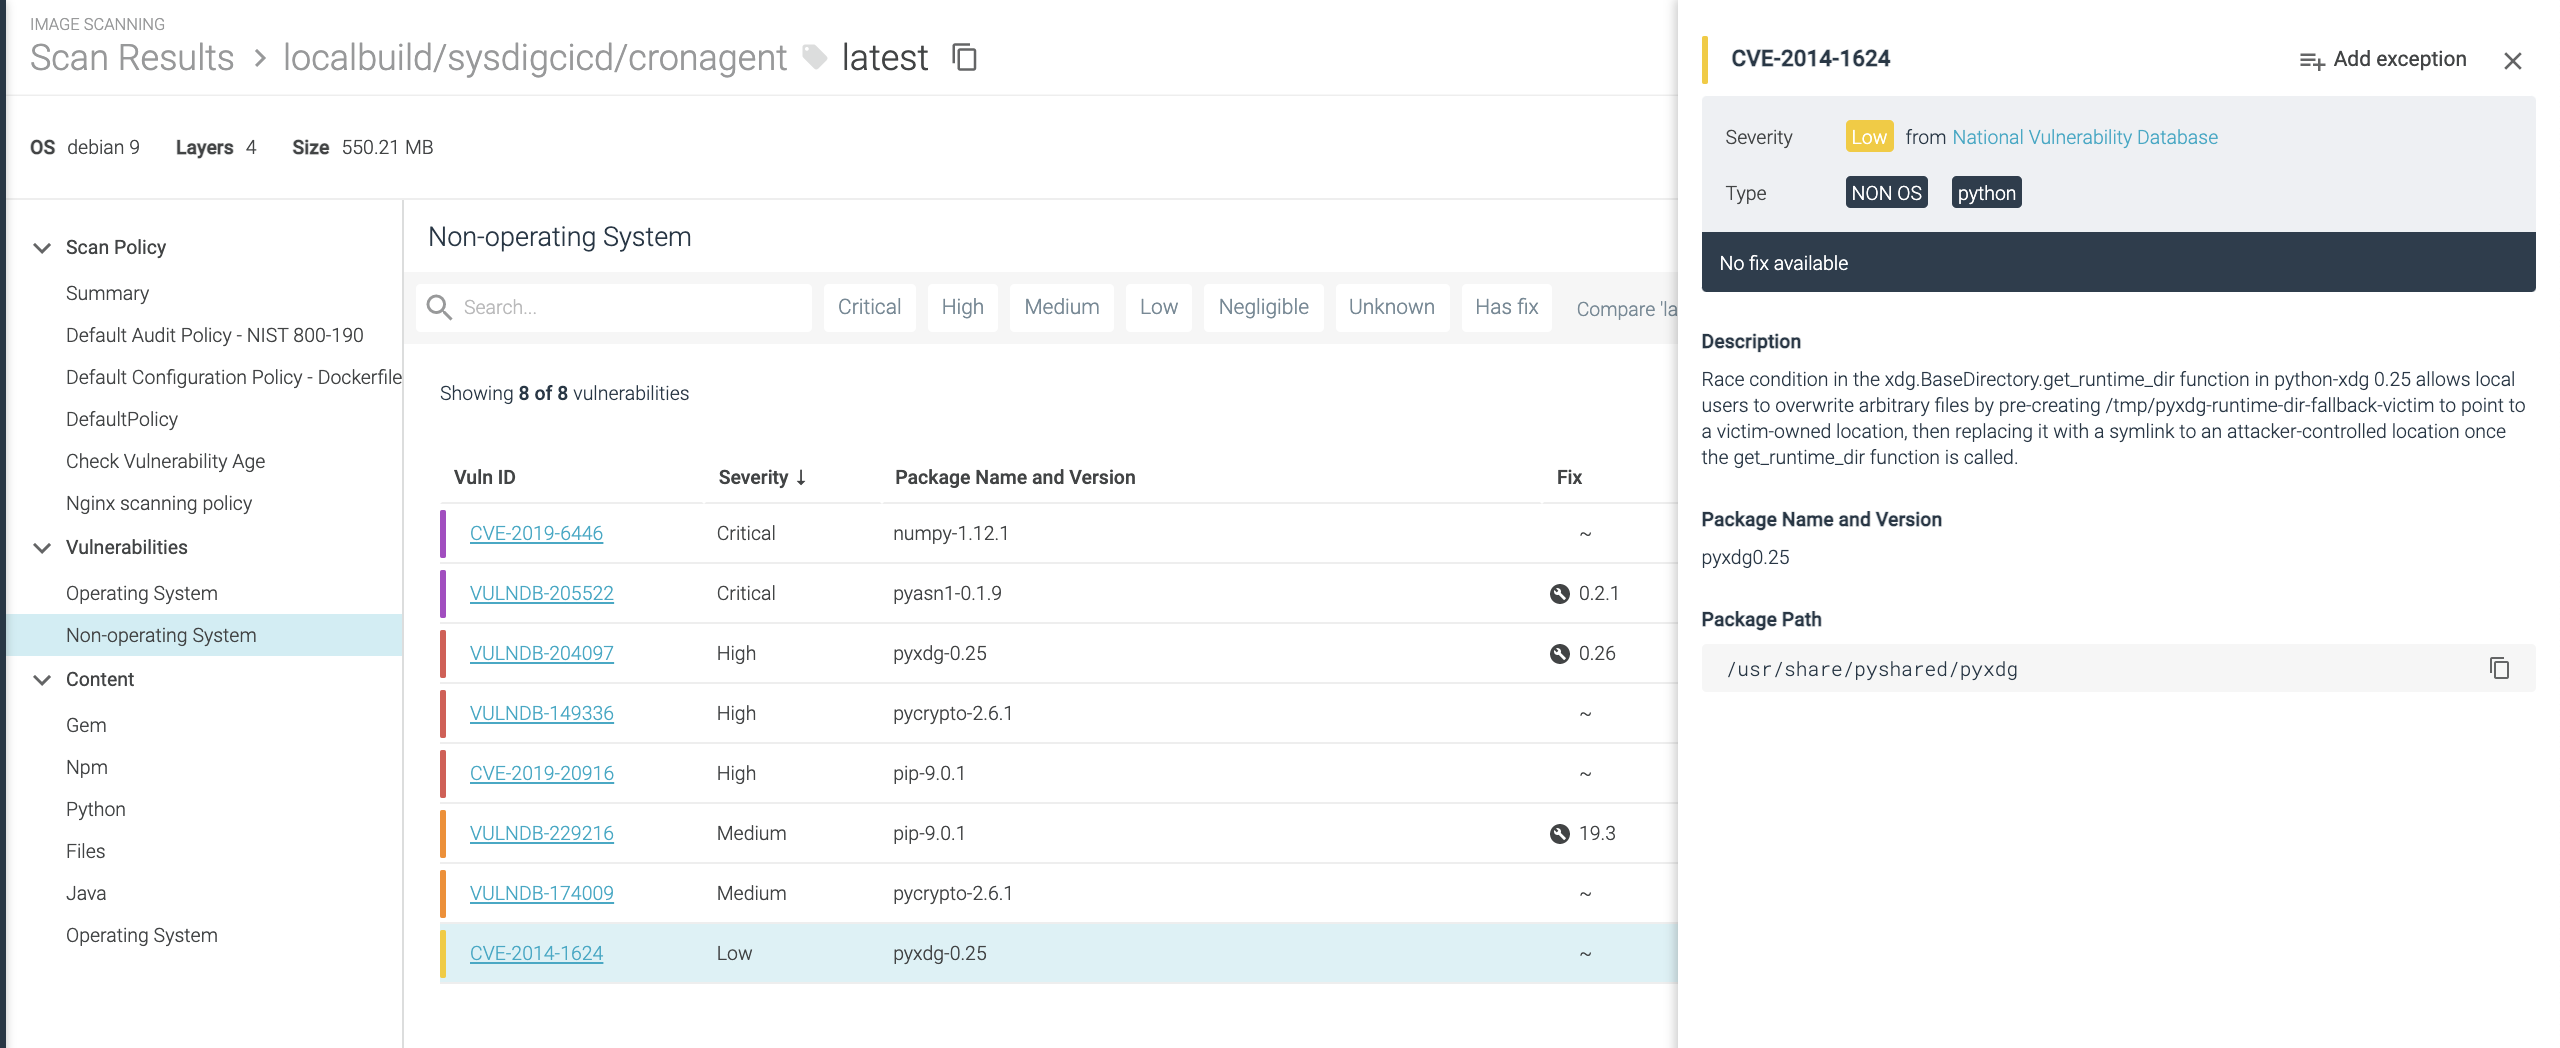 IMAGE SCANNING
Scan Results > localbuild/sysdigcicd/cronagent latest
OS debian 9 Layers 4 Size 550.21 MB
Scan Policy
Summary
Default Audit Policy - NIST 800-190
Default Configuration Policy - Dockerfile
DefaultPolicy
Check Vulnerability Age
Nginx scanning policy
Vulnerabilities
Operating System
Non-operating System
Content
Gem
Npm
Python
Files
Java
Operating System
Non-operating System
Search... Critical High Medium Low Negligible Unknown Has fix Compare 'la
Showing 8 of 8 vulnerabilities
Vuln ID Severity ↓ Package Name and Version Fix
CVE-2019-6446 Critical numpy-1.12.1 ~
VULNDB-205522 Critical pyasn1-0.1.9 0.2.1
VULNDB-204097 High pyxdg-0.25 0.26
VULNDB-149336 High pycrypto-2.6.1 ~
CVE-2019-20916 High pip-9.0.1 ~
VULNDB-229216 Medium pip-9.0.1 19.3
VULNDB-174009 Medium pycrypto-2.6.1 ~
CVE-2014-1624 Low pyxdg-0.25 ~
CVE-2014-1624 Add exception
Severity Low from National Vulnerability Database
Type NON OS python
No fix available
Description
Race condition in the xdg.BaseDirectory.get_runtime_dir function in python-xdg 0.25 allows local
users to overwrite arbitrary files by pre-creating /tmp/pyxdg-runtime-dir-fallback-victim to point to
a victim-owned location, then replacing it with a symlink to an attacker-controlled location once
the get_runtime_dir function is called.
Package Name and Version
pyxdg0.25
Package Path
/usr/share/pyshared/pyxdg